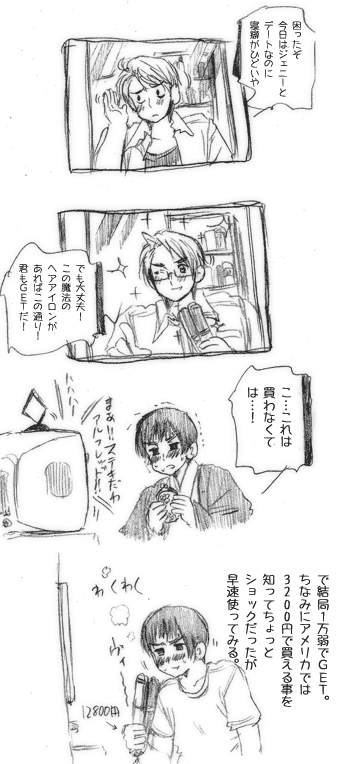 困ったぞ
今日はジェニーと
デートなのに
寝癖がひどいや
でも大丈夫！
この魔法の
ヘアアイロンが
あればこの通り！
君もGETだ！
こ…これは
買わなくて
は…！
まぁ!!ステキだわ
アルフレッド!!
ハハハ
で結局1万弱でGET。
ちなみにアメリカでは
3200円で買える事を
知ってちょっと
ショックだったが
早速使ってみる。
わくわく
ヴィー
12800円